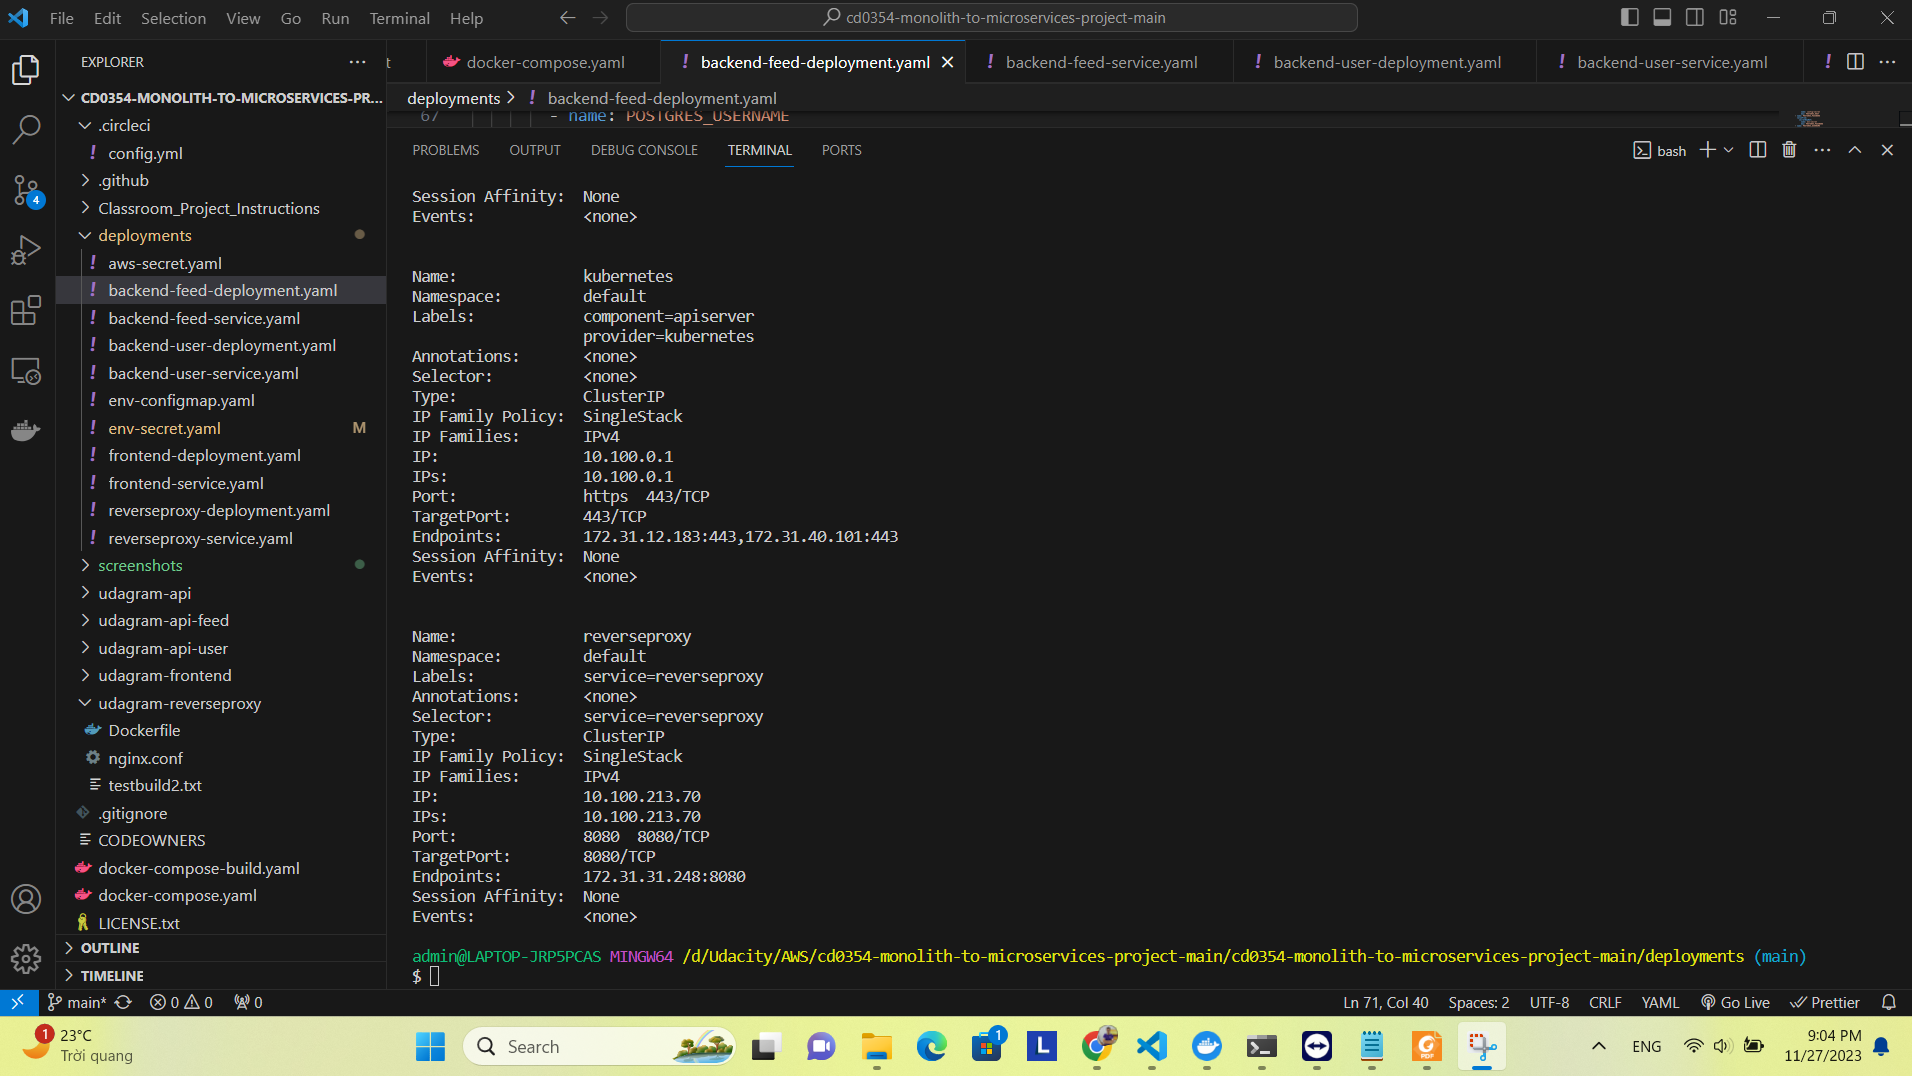 File Edit Selection View Go Run Terminal Help
cd0354-monolith-to-microservices-project-main
EXPLORER
docker-compose.yaml
backend-feed-deployment.yaml
backend-feed-service.yaml
backend-user-deployment.yaml
backend-user-service.yaml
deployments > ! backend-feed-deployment.yaml
67 - name: POSTGRES_USERNAME
CD0354-MONOLITH-TO-MICROSERVICES-PR...
.circleci
! config.yml
.github
Classroom_Project_Instructions
deployments
! aws-secret.yaml
! backend-feed-deployment.yaml
! backend-feed-service.yaml
! backend-user-deployment.yaml
! backend-user-service.yaml
! env-configmap.yaml
! env-secret.yaml M
! frontend-deployment.yaml
! frontend-service.yaml
! reverseproxy-deployment.yaml
! reverseproxy-service.yaml
screenshots
udagram-api
udagram-api-feed
udagram-api-user
udagram-frontend
udagram-reverseproxy
Dockerfile
nginx.conf
testbuild2.txt
.gitignore
CODEOWNERS
docker-compose-build.yaml
docker-compose.yaml
LICENSE.txt
OUTLINE
TIMELINE
4
PROBLEMS OUTPUT DEBUG CONSOLE TERMINAL PORTS
bash
Session Affinity: None
Events: <none>
Name: kubernetes
Namespace: default
Labels: component=apiserver
provider=kubernetes
Annotations: <none>
Selector: <none>
Type: ClusterIP
IP Family Policy: SingleStack
IP Families: IPv4
IP: 10.100.0.1
IPs: 10.100.0.1
Port: https 443/TCP
TargetPort: 443/TCP
Endpoints: 172.31.12.183:443,172.31.40.101:443
Session Affinity: None
Events: <none>
Name: reverseproxy
Namespace: default
Labels: service=reverseproxy
Annotations: <none>
Selector: service=reverseproxy
Type: ClusterIP
IP Family Policy: SingleStack
IP Families: IPv4
IP: 10.100.213.70
IPs: 10.100.213.70
Port: 8080 8080/TCP
TargetPort: 8080/TCP
Endpoints: 172.31.31.248:8080
Session Affinity: None
Events: <none>
admin@LAPTOP-JRP5PCAS MINGW64 /d/Udacity/AWS/cd0354-monolith-to-microservices-project-main/cd0354-monolith-to-microservices-project-main/deployments (main)
$
main* 0 0 0
Ln 71, Col 40 Spaces: 2 UTF-8 CRLF YAML Go Live Prettier
1
23°C
Trời quang
Search
1
L
PDF
ENG
9:04 PM
11/27/2023